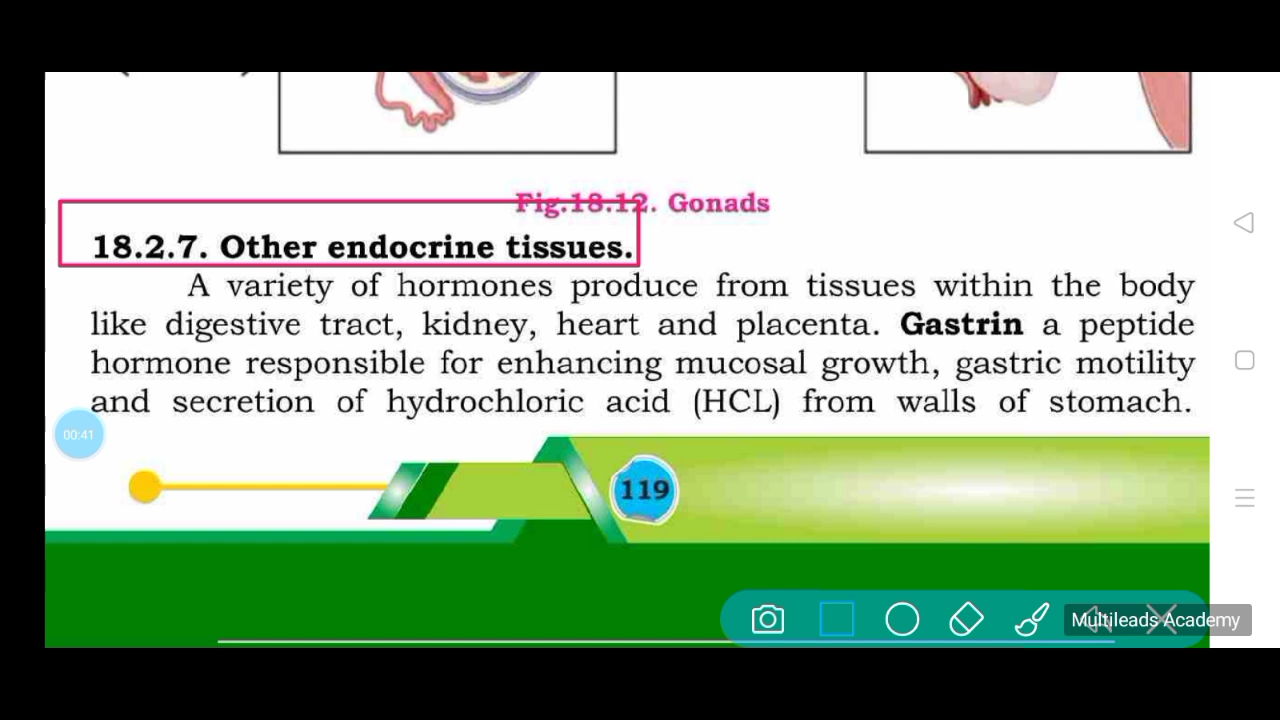 Fig.18.12. Gonads
18.2.7. Other endocrine tissues.
A variety of hormones produce from tissues within the body
like digestive tract, kidney, heart and placenta. Gastrin a peptide
hormone responsible for enhancing mucosal growth, gastric motility
and secretion of hydrochloric acid (HCL) from walls of stomach.
00:41
119
Multileads Academy